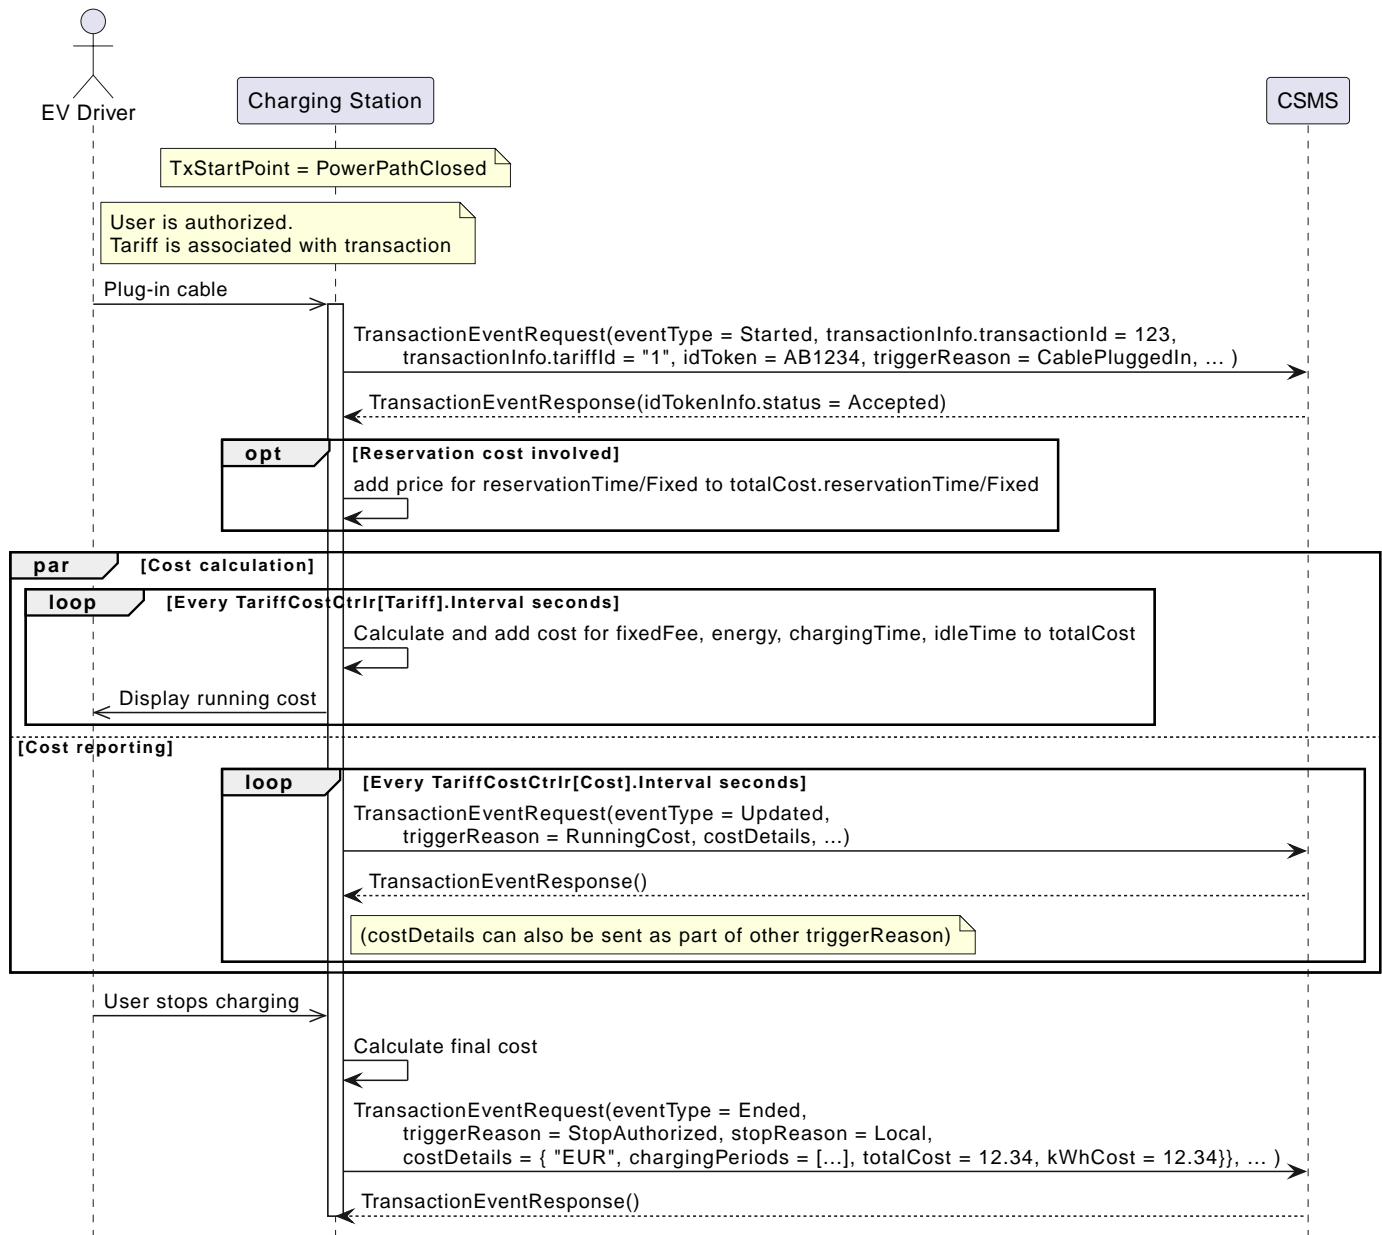 EV Driver
Charging Station
CSMS
TxStartPoint = PowerPathClosed
User is authorized.
Tariff is associated with transaction
Plug-in cable
TransactionEventRequest(eventType = Started, transactionInfo.transactionId = 123,
transactionInfo.tariffId = "1", idToken = AB1234, triggerReason = CablePluggedIn, ... )
TransactionEventResponse(idTokenInfo.status = Accepted)
opt [Reservation cost involved]
add price for reservationTime/Fixed to totalCost.reservationTime/Fixed
par [Cost calculation]
loop [Every TariffCostCtrlr[Tariff].Interval seconds]
Calculate and add cost for fixedFee, energy, chargingTime, idleTime to totalCost
Display running cost
[Cost reporting]
loop [Every TariffCostCtrlr[Cost].Interval seconds]
TransactionEventRequest(eventType = Updated,
triggerReason = RunningCost, costDetails, ...)
TransactionEventResponse()
(costDetails can also be sent as part of other triggerReason)
User stops charging
Calculate final cost
TransactionEventRequest(eventType = Ended,
triggerReason = StopAuthorized, stopReason = Local,
costDetails = { "EUR", chargingPeriods = [...], totalCost = 12.34, kWhCost = 12.34}}, ... )
TransactionEventResponse()